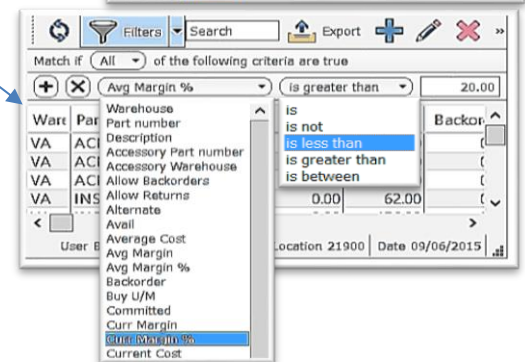 Filters Search Export »
Match if All of the following criteria are true
Avg Margin % is greater than 20.00
Warehouse
Part number
Description
Accessory Part number
Accessory Warehouse
Allow Backorders
Allow Returns
Alternate
Avail
Average Cost
Avg Margin
Avg Margin %
Backorder
Buy U/M
Committed
Curr Margin
Curr Margin %
Current Cost
is
is not
is less than
is greater than
is between
Ware Par Backor
VA ACI
VA ACI
VA ACI
VA INS 0.00 62.00
User Location 21900 Date 09/06/2015